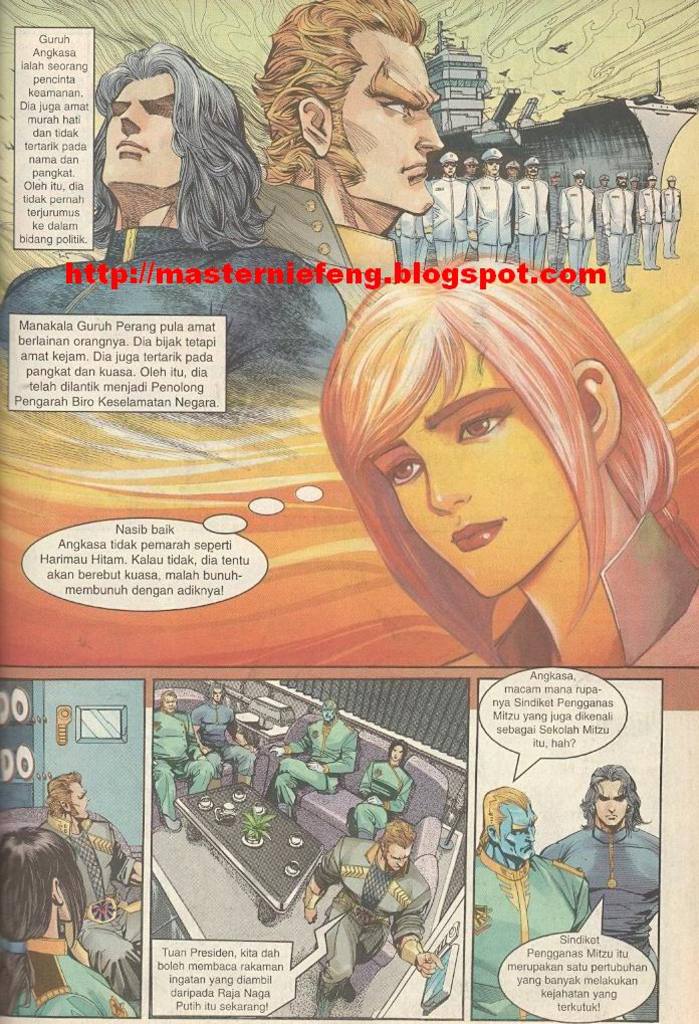 Guruh
Angkasa
ialah seorang
pencinta
keamanan.
Dia juga amat
murah hati
dan tidak
tertarik pada
nama dan
pangkat.
Oleh itu, dia
tidak pernah
terjurumus
ke dalam
bidang politik.
http://masterniefeng.blogspot.com
Manakala Guruh Perang pula amat
berlainan orangnya. Dia bijak tetapi
amat kejam. Dia juga tertarik pada
pangkat dan kuasa. Oleh itu, dia
telah dilantik menjadi Penolong
Pengarah Biro Keselamatan Negara.
Nasib baik
Angkasa tidak pemarah seperti
Harimau Hitam. Kalau tidak, dia tentu
akan berebut kuasa, malah bunuh-
membunuh dengan adiknya!
Tuan Presiden, kita dah
boleh membaca rakaman
ingatan yang diambil
daripada Raja Naga
Putih itu sekarang!
Angkasa,
macam mana rupa-
nya Sindiket Pengganas
Mitzu yang juga dikenali
sebagai Sekolah Mitzu
itu, hah?
Sindiket
Pengganas Mitzu itu
merupakan satu pertubuhan
yang banyak melakukan
kejahatan yang
terkutuk!